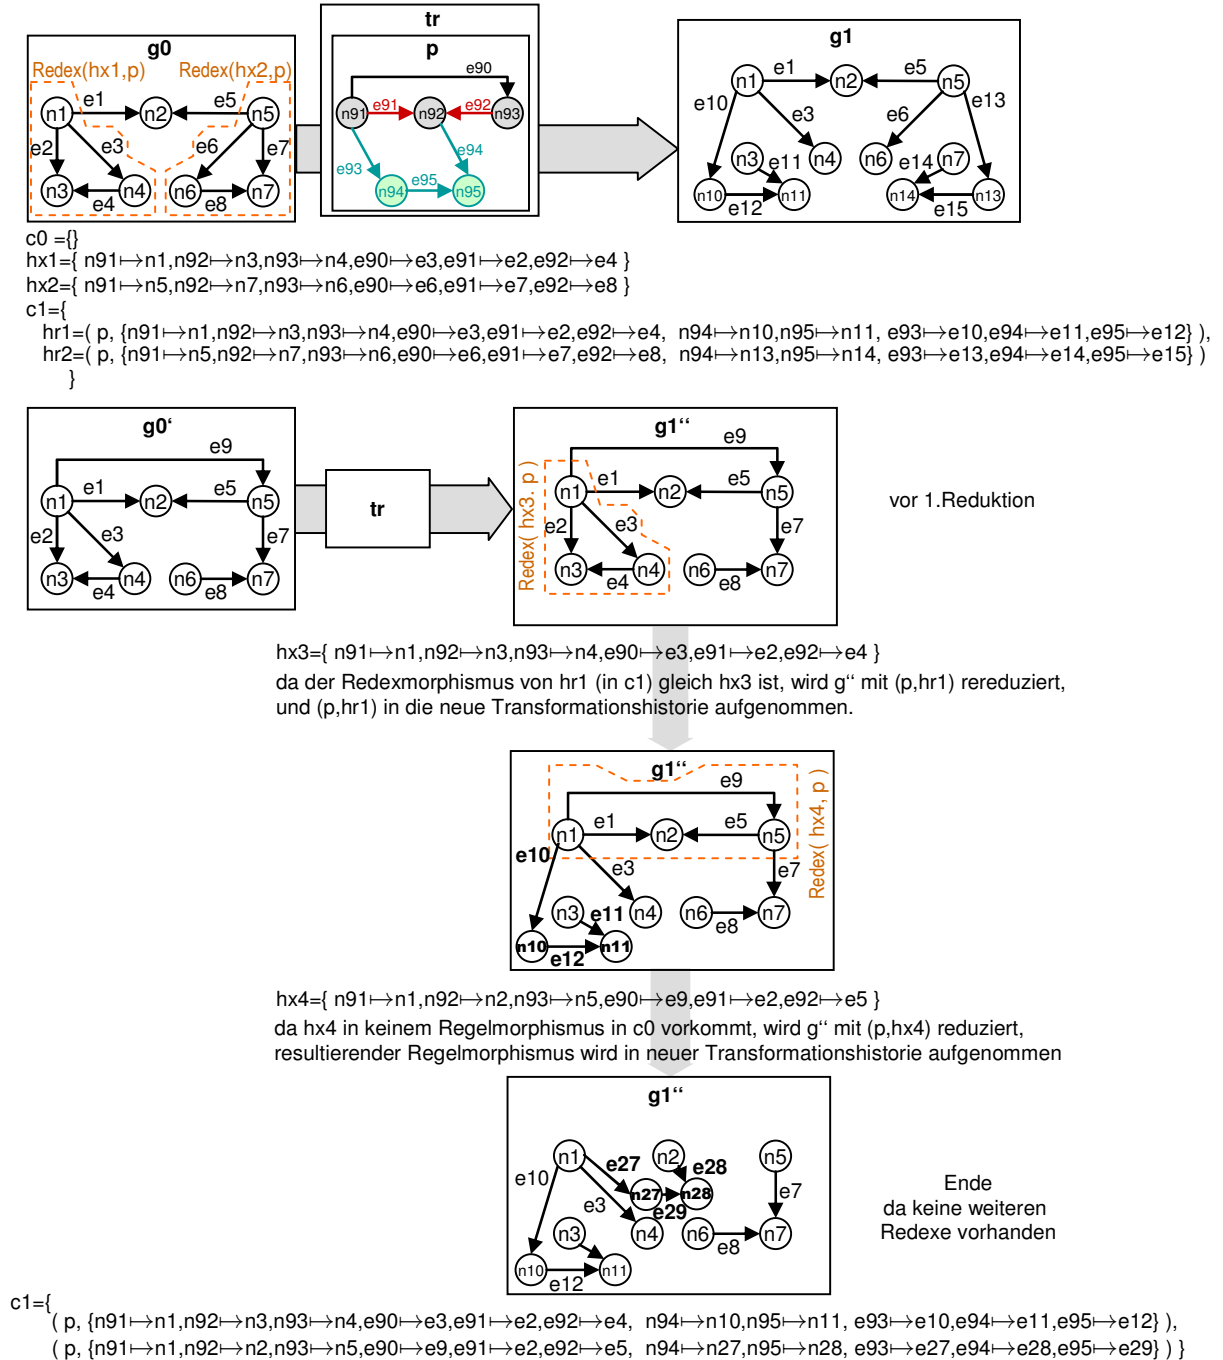 g0
Redex(hx1,p) Redex(hx2,p)
n1 e1 n2 e5 n5
e2 e3 e6 e7
n3 e4 n4 n6 e8 n7
tr
p
e90
n91 e91 n92 e92 n93
e93 e94
n94 e95 n95
g1
n1 e1 n2 e5 n5
e10 e3 e6 e13
n3 e11 n4 n6 e14 n7
n10 e12 n11 n14 e15 n13
c0 ={}
hx1={ n91↦n1,n92↦n3,n93↦n4,e90↦e3,e91↦e2,e92↦e4 }
hx2={ n91↦n5,n92↦n7,n93↦n6,e90↦e6,e91↦e7,e92↦e8 }
c1={
hr1=( p, {n91↦n1,n92↦n3,n93↦n4,e90↦e3,e91↦e2,e92↦e4, n94↦n10,n95↦n11, e93↦e10,e94↦e11,e95↦e12} ),
hr2=( p, {n91↦n5,n92↦n7,n93↦n6,e90↦e6,e91↦e7,e92↦e8, n94↦n13,n95↦n14, e93↦e13,e94↦e14,e95↦e15} )
}
g0‘
e9
n1 e1 n2 e5 n5
e2 e3 e7
n3 e4 n4 n6 e8 n7
tr
g1‘‘
Redex( hx3, p )
e9
n1 e1 n2 e5 n5
e2 e3 e7
n3 e4 n4 n6 e8 n7
vor 1.Reduktion
hx3={ n91↦n1,n92↦n3,n93↦n4,e90↦e3,e91↦e2,e92↦e4 }
da der Redexmorphismus von hr1 (in c1) gleich hx3 ist, wird g‘‘ mit (p,hr1) rereduziert,
und (p,hr1) in die neue Transformationshistorie aufgenommen.
g1‘‘
Redex( hx4, p )
e9
n1 e1 n2 e5 n5
e10 e3 e7
n3 e11 n4 n6 e8 n7
n10 e12 n11
hx4={ n91↦n1,n92↦n2,n93↦n5,e90↦e9,e91↦e2,e92↦e5 }
da hx4 in keinem Regelmorphismus in c0 vorkommt, wird g‘‘ mit (p,hx4) reduziert,
resultierender Regelmorphismus wird in neuer Transformationshistorie aufgenommen
g1‘‘
n1 e27 n2 e28 n5
e10 e3 n27 n28 e7
e29
n3 n4 n6 e8 n7
n10 e12 n11
Ende
da keine weiteren
Redexe vorhanden
c1={
( p, {n91↦n1,n92↦n3,n93↦n4,e90↦e3,e91↦e2,e92↦e4, n94↦n10,n95↦n11, e93↦e10,e94↦e11,e95↦e12} ),
( p, {n91↦n1,n92↦n2,n93↦n5,e90↦e9,e91↦e2,e92↦e5, n94↦n27,n95↦n28, e93↦e27,e94↦e28,e95↦e29} ) }